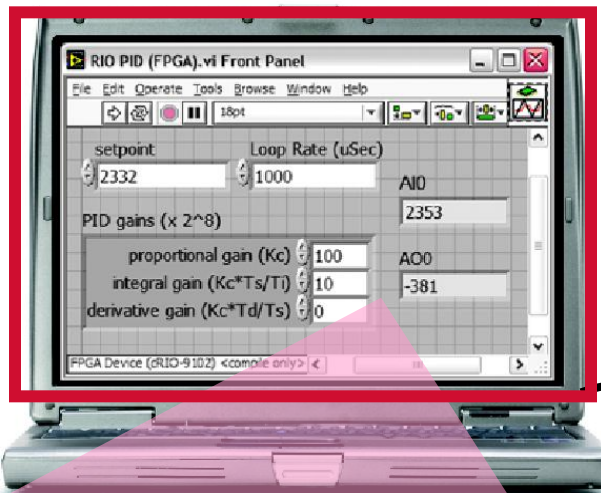 RIO PID (FPGA).vi Front Panel
File Edit Operate Tools Browse Window Help
18pt
setpoint Loop Rate (uSec)
2332 1000
AI0
2353
PID gains (x 2^8)
proportional gain (Kc) 100
AO0
integral gain (Kc*Ts/Ti) 10
-381
derivative gain (Kc*Td/Ts) 0
FPGA Device (cRIO-9102) <compile only>